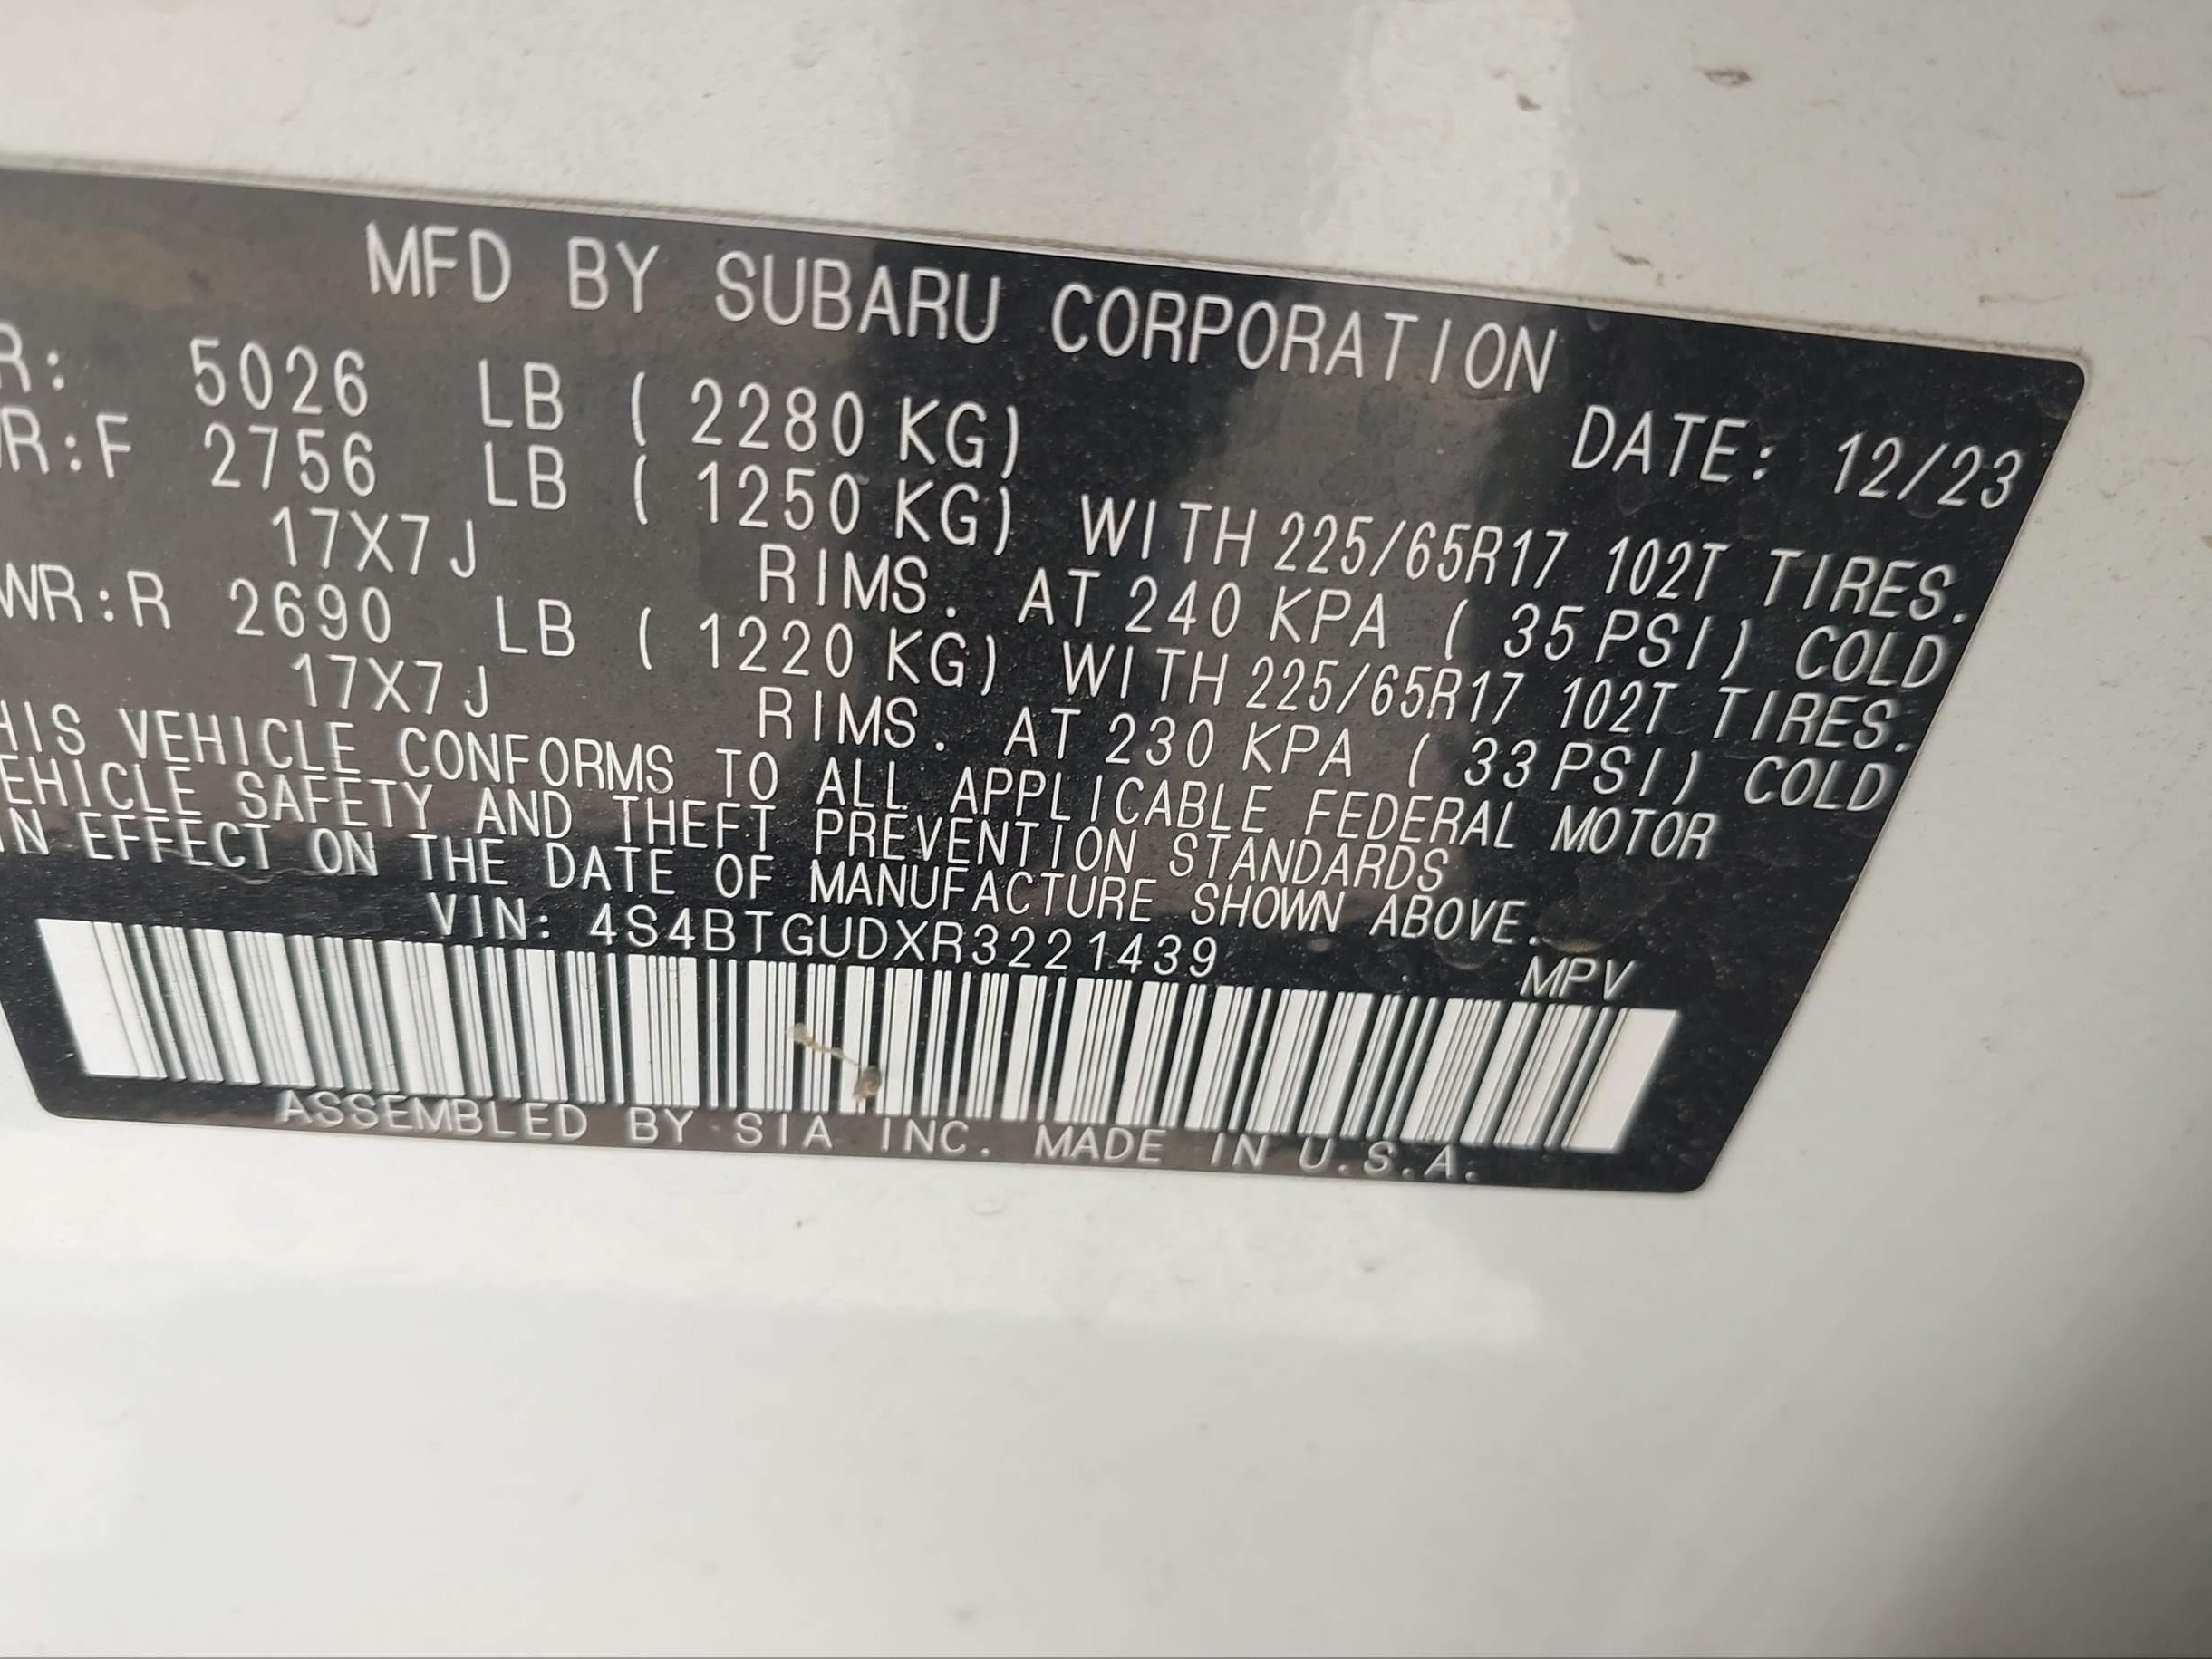 MFD BY SUBARU CORPORATION
R: 5026 LB ( 2280 KG) DATE: 12/23
WR:F 2756 LB ( 1250 KG) WITH 225/65R17 102T TIRES.
17X7J RIMS. AT 240 KPA ( 35 PSI) COLD
WR:R 2690 LB ( 1220 KG) WITH 225/65R17 102T TIRES.
17X7J RIMS. AT 230 KPA ( 33 PSI) COLD
HIS VEHICLE CONFORMS TO ALL APPLICABLE FEDERAL MOTOR
EHICLE SAFETY AND THEFT PREVENTION STANDARDS
IN EFFECT ON THE DATE OF MANUFACTURE SHOWN ABOVE.
VIN: 4S4BTGUDXR3221439 MPV
ASSEMBLED BY SIA INC. MADE IN U.S.A.